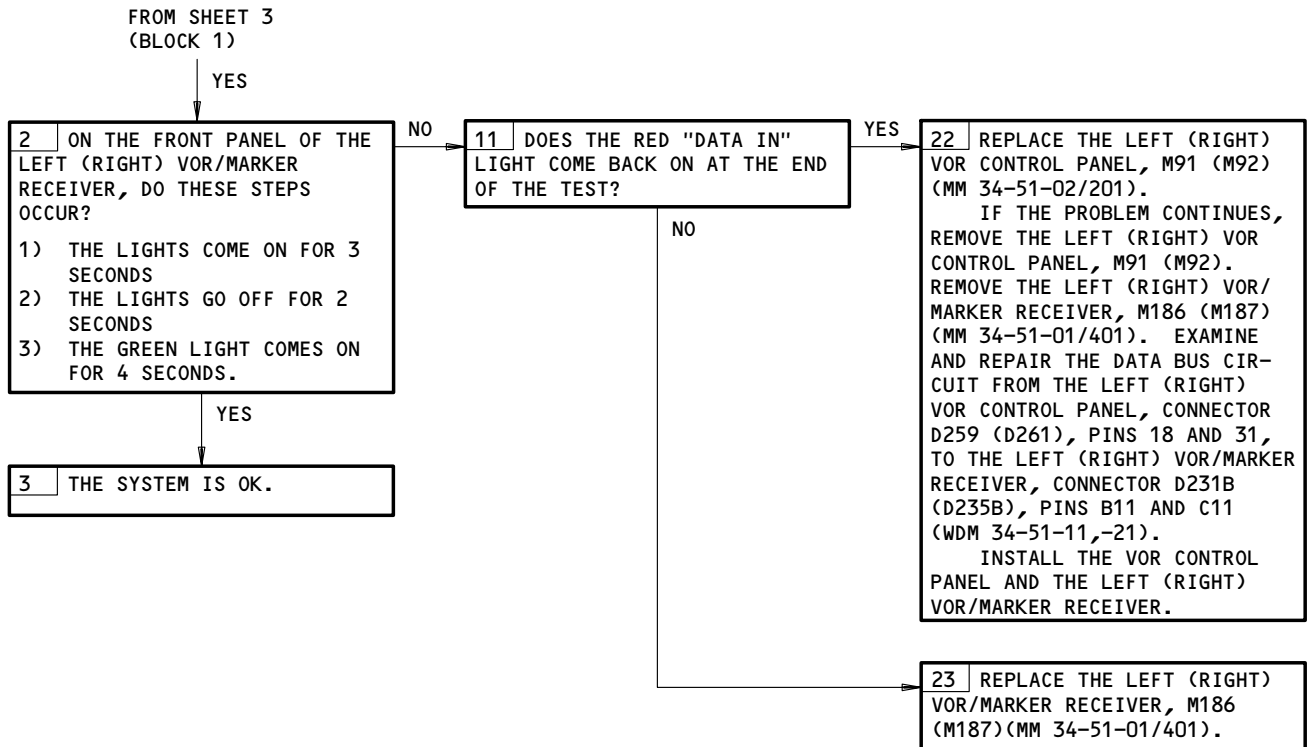 FROM SHEET 3
(BLOCK 1)
YES
2 ON THE FRONT PANEL OF THE
LEFT (RIGHT) VOR/MARKER
RECEIVER, DO THESE STEPS
OCCUR?
1) THE LIGHTS COME ON FOR 3
SECONDS
2) THE LIGHTS GO OFF FOR 2
SECONDS
3) THE GREEN LIGHT COMES ON
FOR 4 SECONDS.
YES
3 THE SYSTEM IS OK.
NO
11 DOES THE RED "DATA IN"
LIGHT COME BACK ON AT THE END
OF THE TEST?
YES
22 REPLACE THE LEFT (RIGHT)
VOR CONTROL PANEL, M91 (M92)
(MM 34-51-02/201).
IF THE PROBLEM CONTINUES,
REMOVE THE LEFT (RIGHT) VOR
CONTROL PANEL, M91 (M92).
REMOVE THE LEFT (RIGHT) VOR/
MARKER RECEIVER, M186 (M187)
(MM 34-51-01/401). EXAMINE
AND REPAIR THE DATA BUS CIR-
CUIT FROM THE LEFT (RIGHT)
VOR CONTROL PANEL, CONNECTOR
D259 (D261), PINS 18 AND 31,
TO THE LEFT (RIGHT) VOR/MARKER
RECEIVER, CONNECTOR D231B
(D235B), PINS B11 AND C11
(WDM 34-51-11,-21).
INSTALL THE VOR CONTROL
PANEL AND THE LEFT (RIGHT)
VOR/MARKER RECEIVER.
NO
23 REPLACE THE LEFT (RIGHT)
VOR/MARKER RECEIVER, M186
(M187)(MM 34-51-01/401).